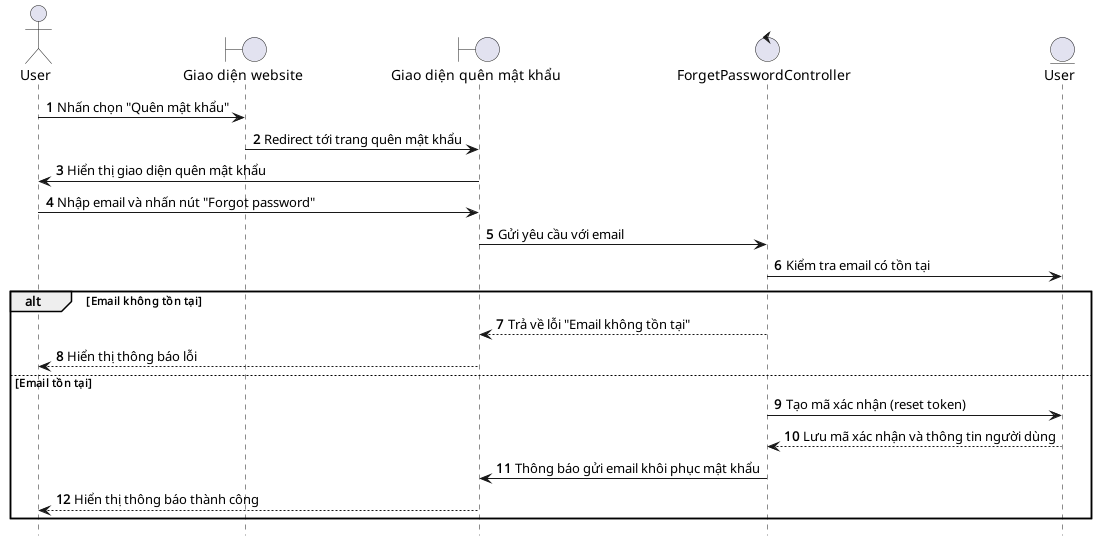 User
Giao diện website
Giao diện quên mật khẩu
ForgetPasswordController
User
1 Nhấn chọn "Quên mật khẩu"
2 Redirect tới trang quên mật khẩu
3 Hiển thị giao diện quên mật khẩu
4 Nhập email và nhấn nút "Forgot password"
5 Gửi yêu cầu với email
6 Kiểm tra email có tồn tại
alt [Email không tồn tại]
7 Trả về lỗi "Email không tồn tại"
8 Hiển thị thông báo lỗi
[Email tồn tại]
9 Tạo mã xác nhận (reset token)
10 Lưu mã xác nhận và thông tin người dùng
11 Thông báo gửi email khôi phục mật khẩu
12 Hiển thị thông báo thành công